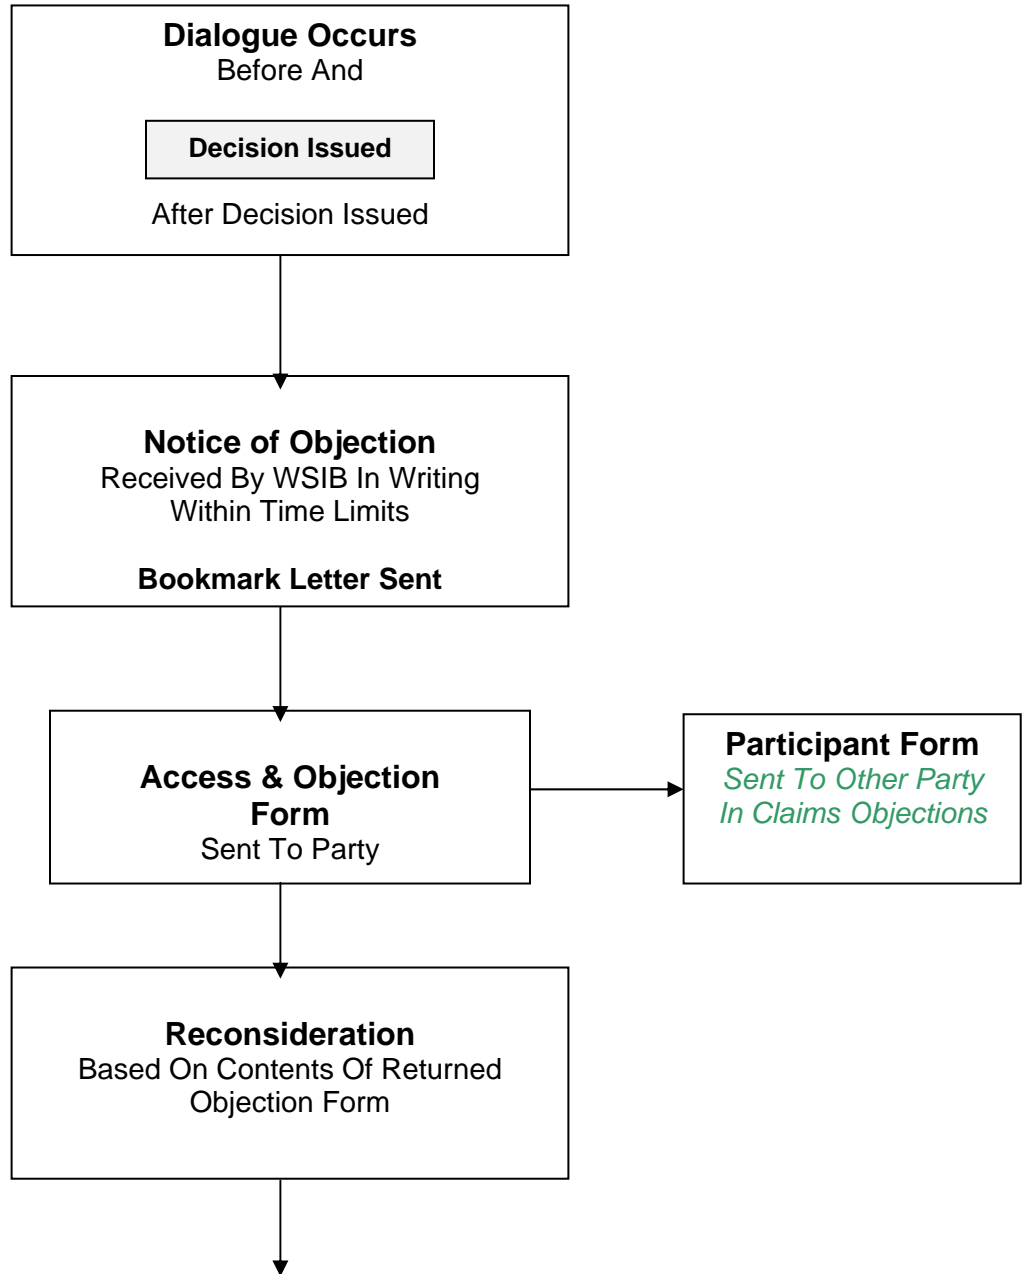 Dialogue Occurs
Before And
Decision Issued
After Decision Issued
Notice of Objection
Received By WSIB In Writing
Within Time Limits
Bookmark Letter Sent
Access & Objection
Form
Sent To Party
Participant Form
Sent To Other Party
In Claims Objections
Reconsideration
Based On Contents Of Returned
Objection Form